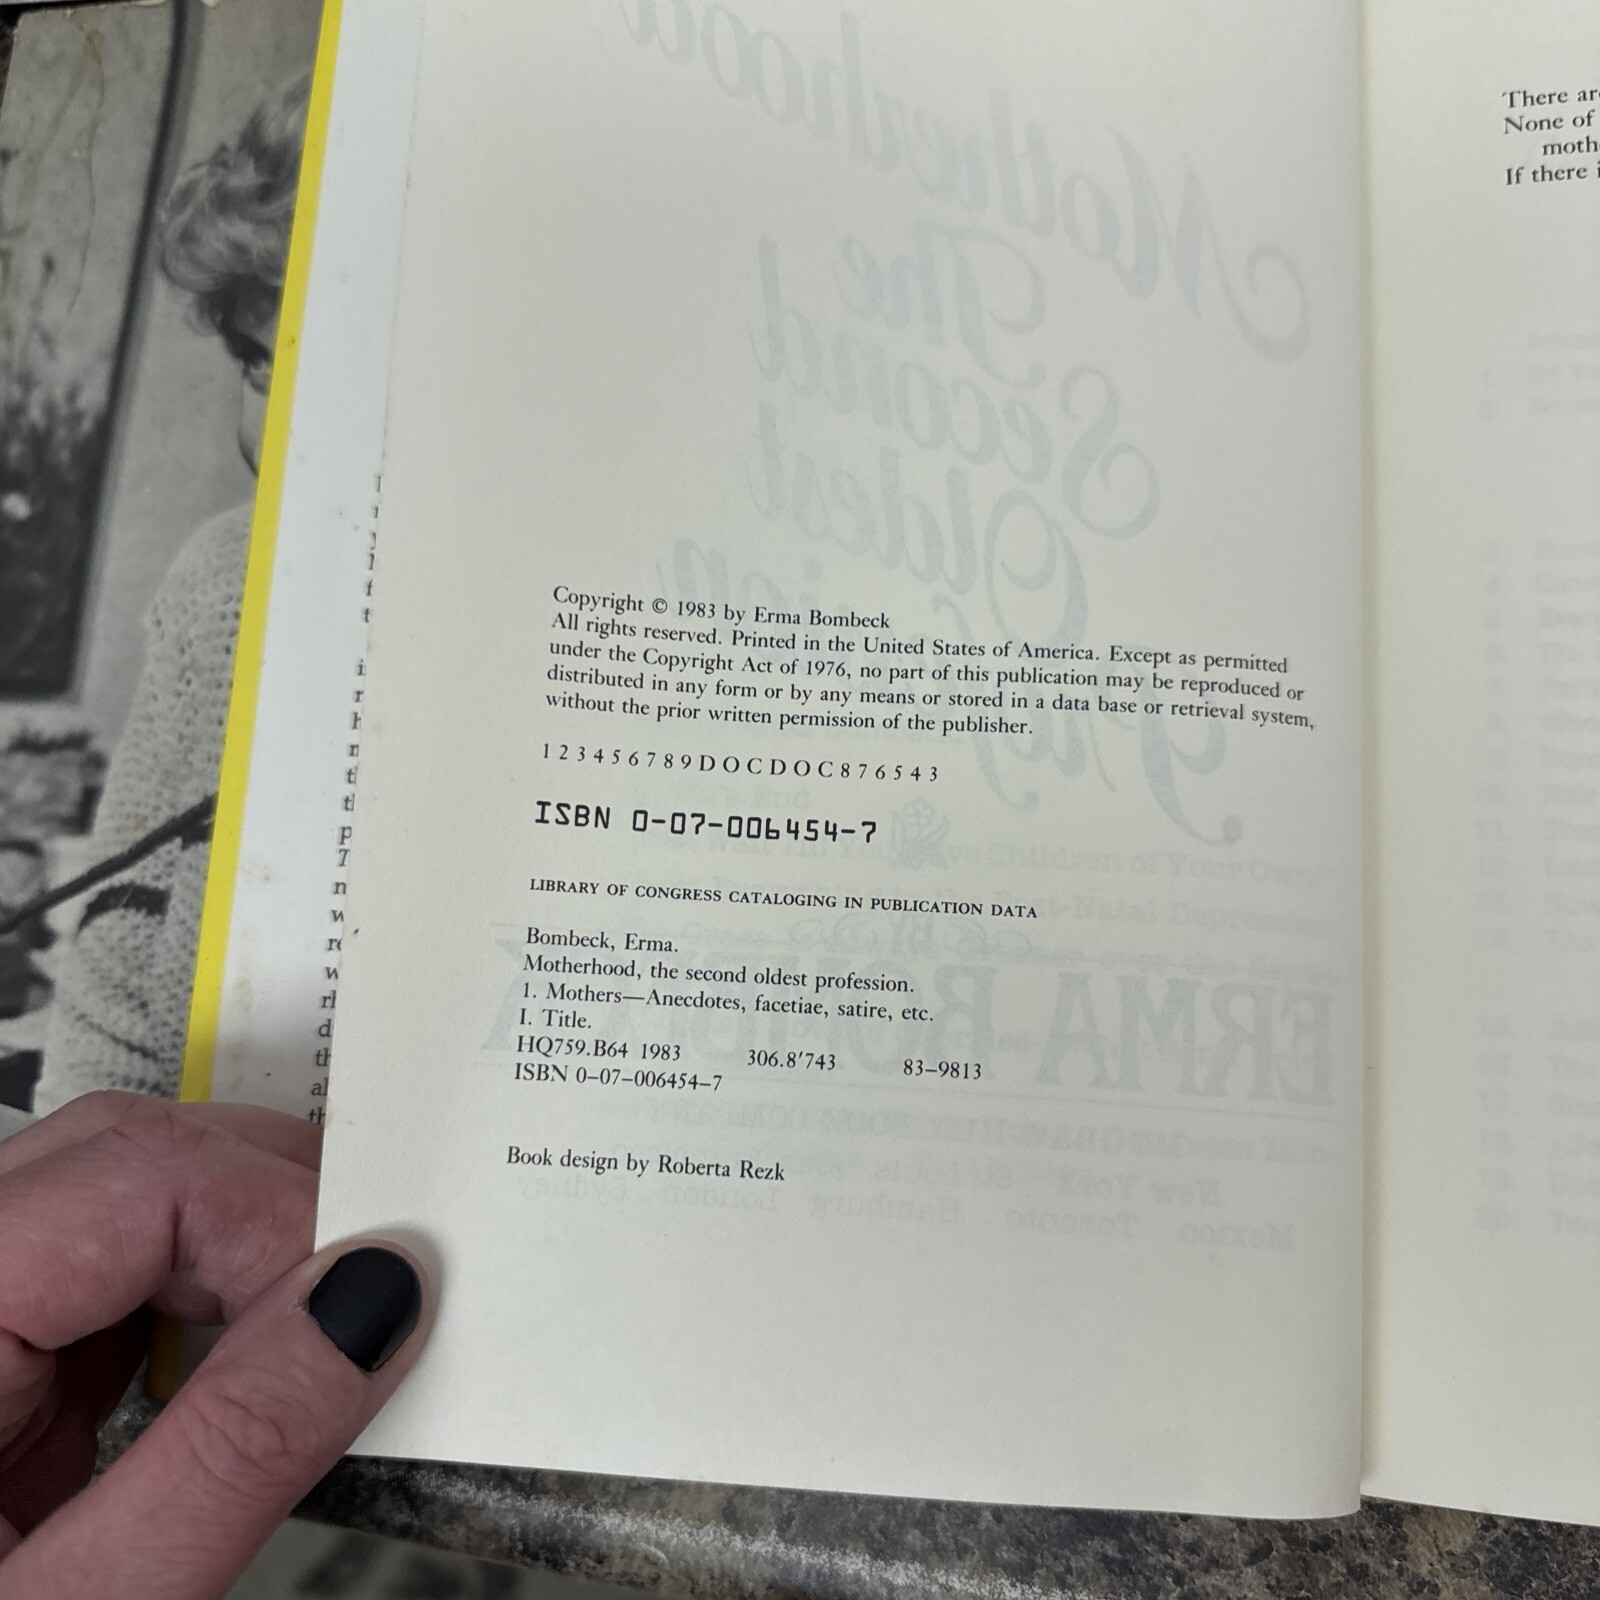 Copyright © 1983 by Erma Bombeck
All rights reserved. Printed in the United States of America. Except as permitted
under the Copyright Act of 1976, no part of this publication may be reproduced or
distributed in any form or by any means or stored in a data base or retrieval system,
without the prior written permission of the publisher.
1 2 3 4 5 6 7 8 9 D O C D O C 8 7 6 5 4 3
ISBN 0-07-006454-7
LIBRARY OF CONGRESS CATALOGING IN PUBLICATION DATA
Bombeck, Erma.
Motherhood, the second oldest profession.
1. Mothers—Anecdotes, facetiae, satire, etc.
I. Title.
HQ759.B64 1983 306.8'743 83–9813
ISBN 0–07–006454–7
Book design by Roberta Rezk
There
None of
If there